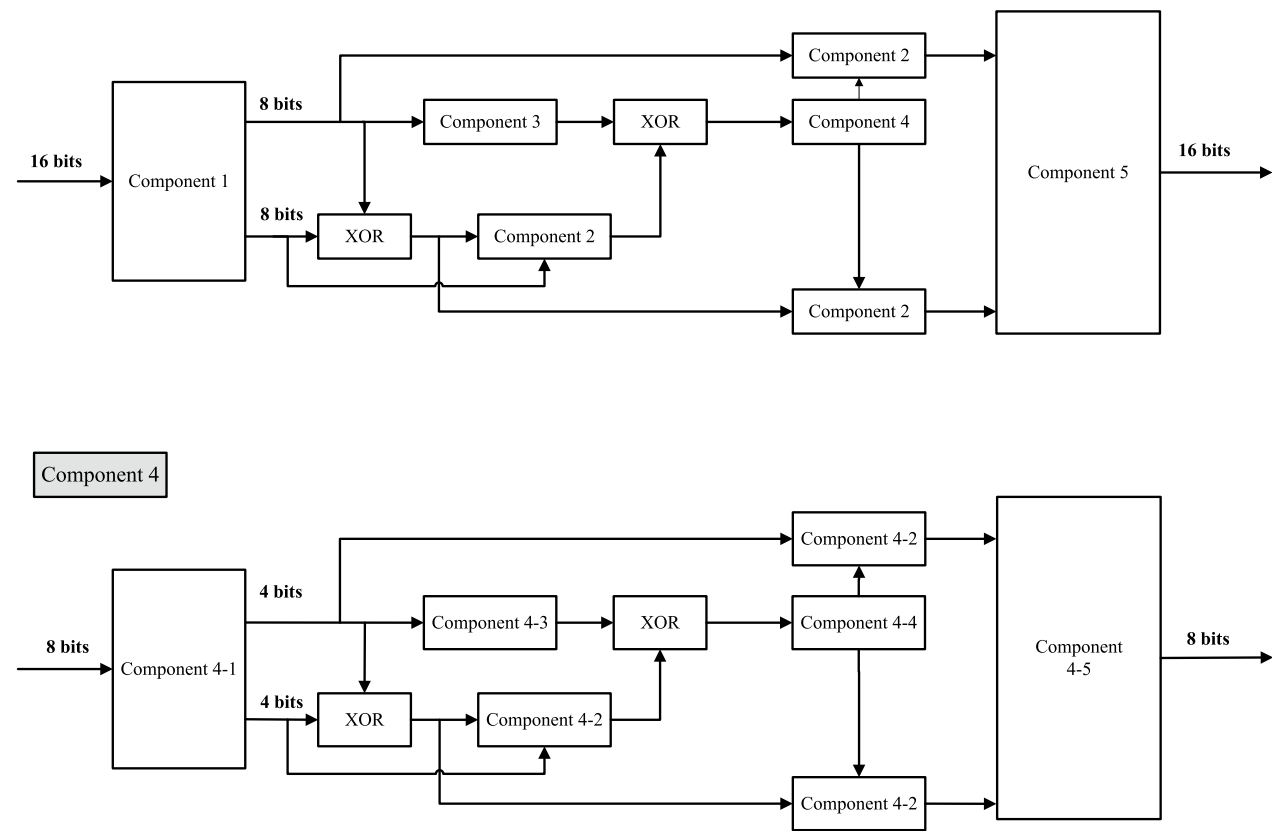 Component 2
8 bits
Component 3
XOR
Component 4
16 bits
Component 1
Component 5
16 bits
8 bits
XOR
Component 2
Component 2
Component 4
Component 4-2
4 bits
Component 4-3
XOR
Component 4-4
8 bits
Component 4-1
Component
4-5
8 bits
4 bits
XOR
Component 4-2
Component 4-2